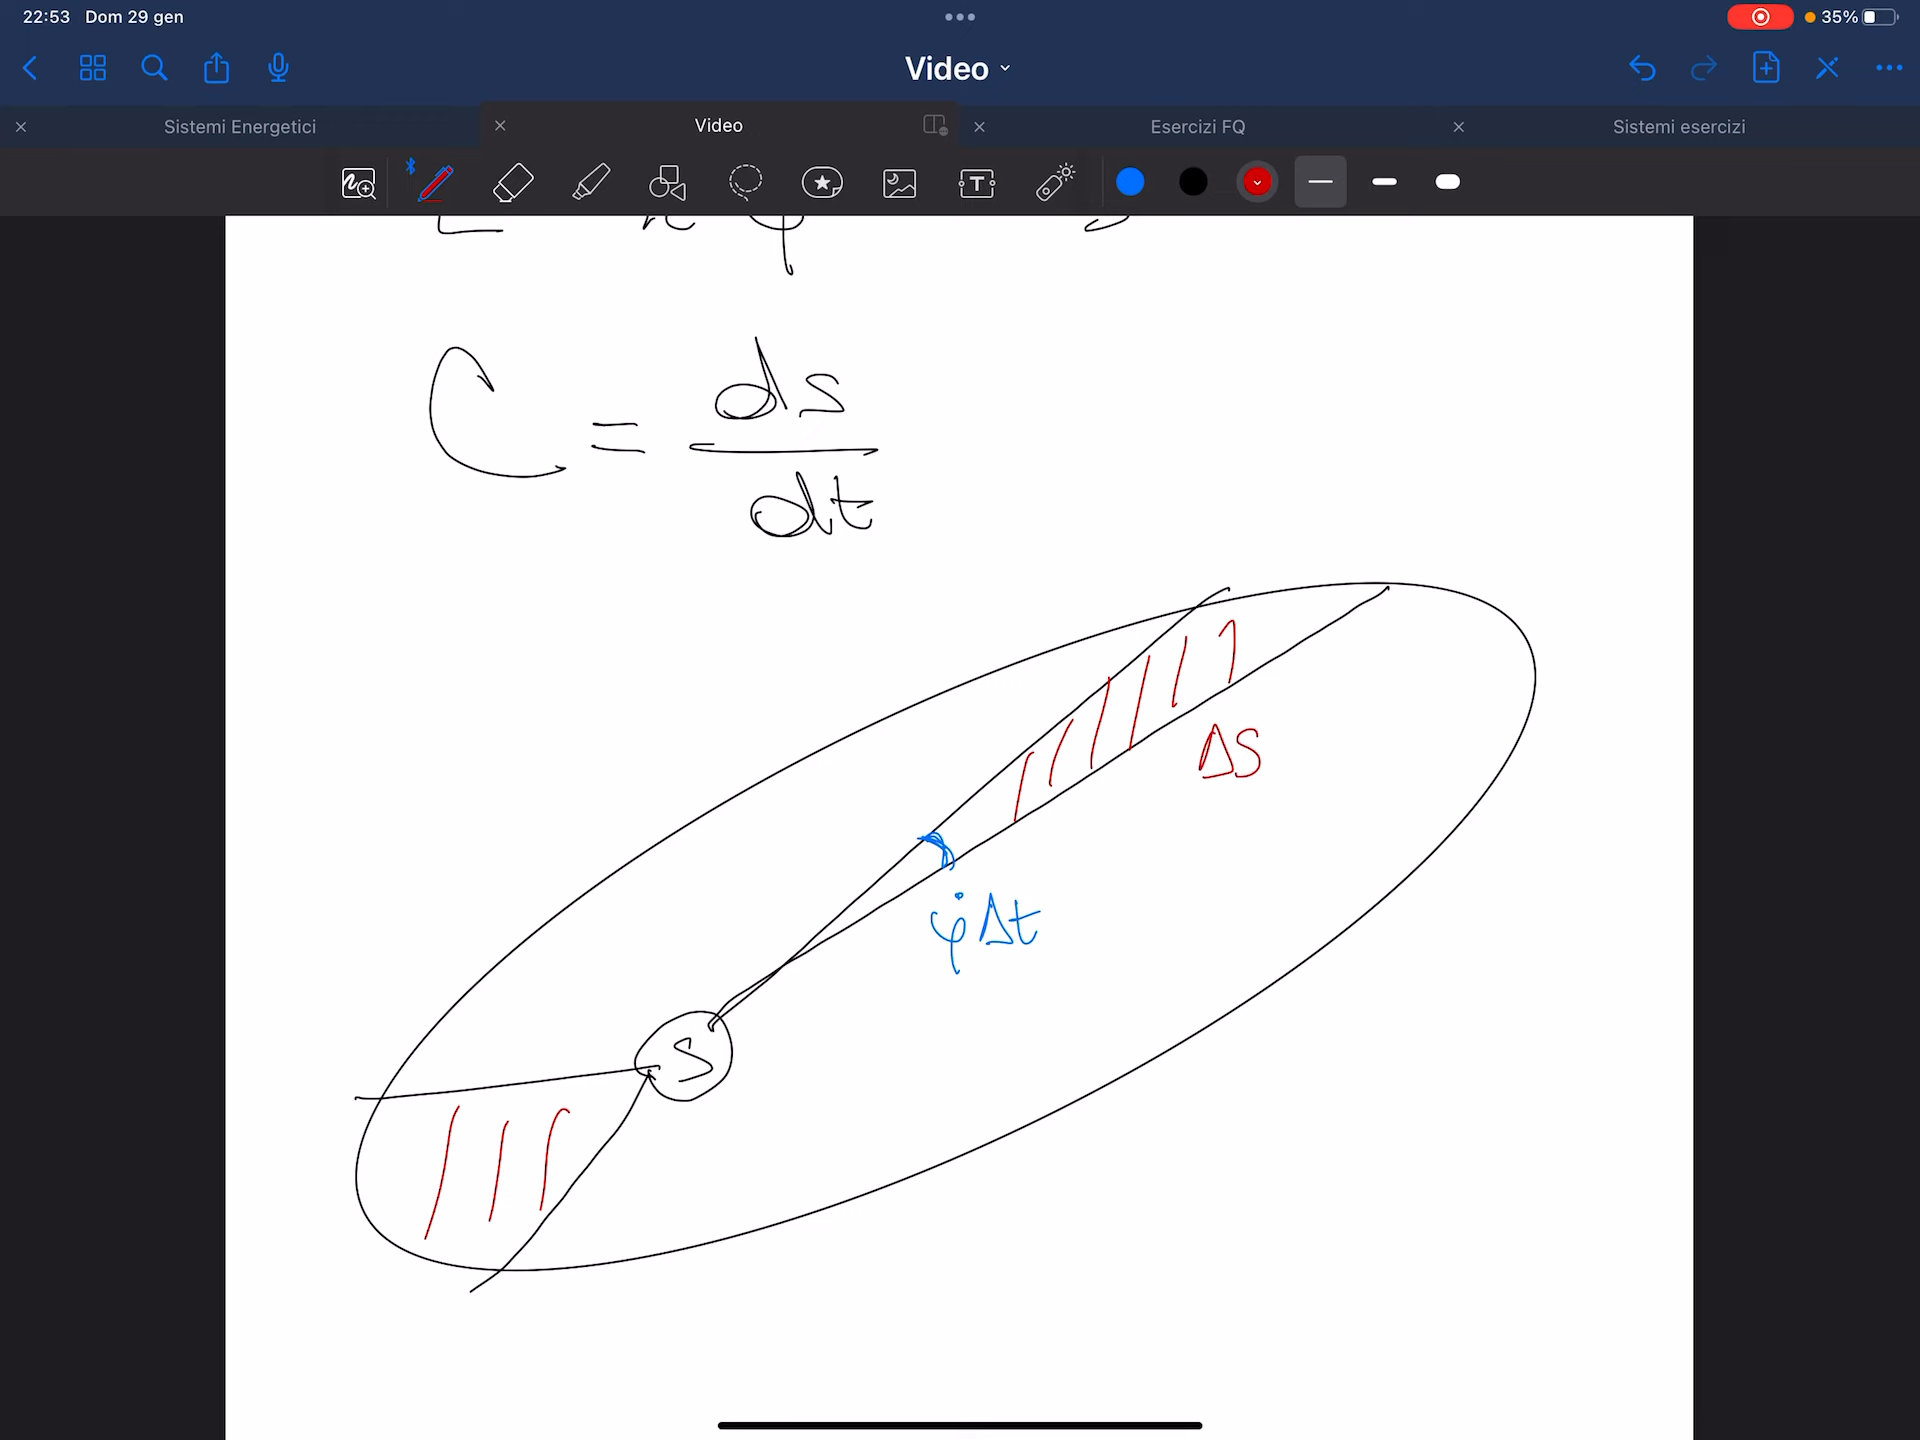 22:53 Dom 29 gen
35%
Video
Sistemi Energetici
Video
Esercizi FQ
Sistemi esercizi
C = ds
dt
ΔS
φ̇Δt
S